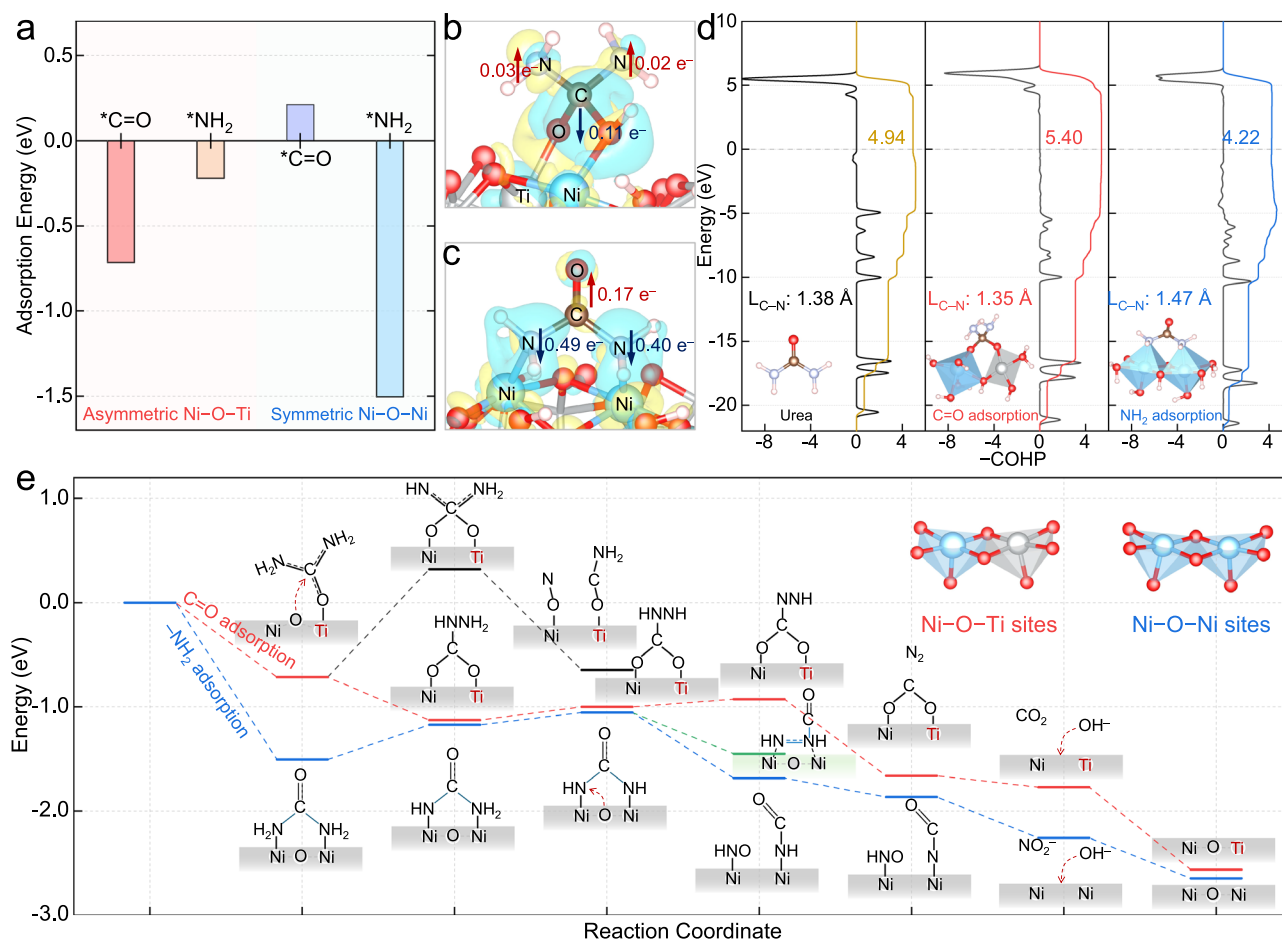 a
Adsorption Energy (eV)
0.5
0.0
-0.5
-1.0
-1.5
*C=O
*NH₂
*C=O
*NH₂
Asymmetric Ni−O−Ti
Symmetric Ni−O−Ni
b
N
N
0.03 e⁻
0.02 e⁻
C
O
0.11 e⁻
Ti
Ni
c
O
0.17 e⁻
C
N
N
0.49 e⁻
0.40 e⁻
Ni
Ni
d
Energy (eV)
10
5
0
-5
-10
-15
-20
4.94
5.40
4.22
L_C–N: 1.38 Å
L_C–N: 1.35 Å
L_C–N: 1.47 Å
Urea
C=O adsorption
NH₂ adsorption
-8 -4 0 4
-8 -4 0 4
-8 -4 0 4
−COHP
e
Energy (eV)
1.0
0.0
-1.0
-2.0
-3.0
C=O adsorption
−NH₂ adsorption
H₂N
NH₂
C
O
O
Ni
Ti
HN
NH₂
C
O
O
Ni
Ti
HNNH₂
C
O
O
Ni
Ti
N
O
Ni
NH₂
C
O
Ti
HNNH
C
O
O
Ni
Ti
NNH
C
O
O
Ni
Ti
N₂
C
O
O
Ni
Ti
CO₂
OH⁻
Ni
Ti
Ni O Ti
Ni−O−Ti sites
Ni−O−Ni sites
O
C
H₂N
NH₂
Ni O Ni
O
C
HN
NH₂
Ni O Ni
O
C
HN
NH
O
Ni
Ni
O
C
HN
NH
Ni O Ni
O
C
HNO
NH
Ni
Ni
O
C
HNO
N
Ni
Ni
NO₂⁻
OH⁻
Ni
Ni
Ni O Ni
Reaction Coordinate